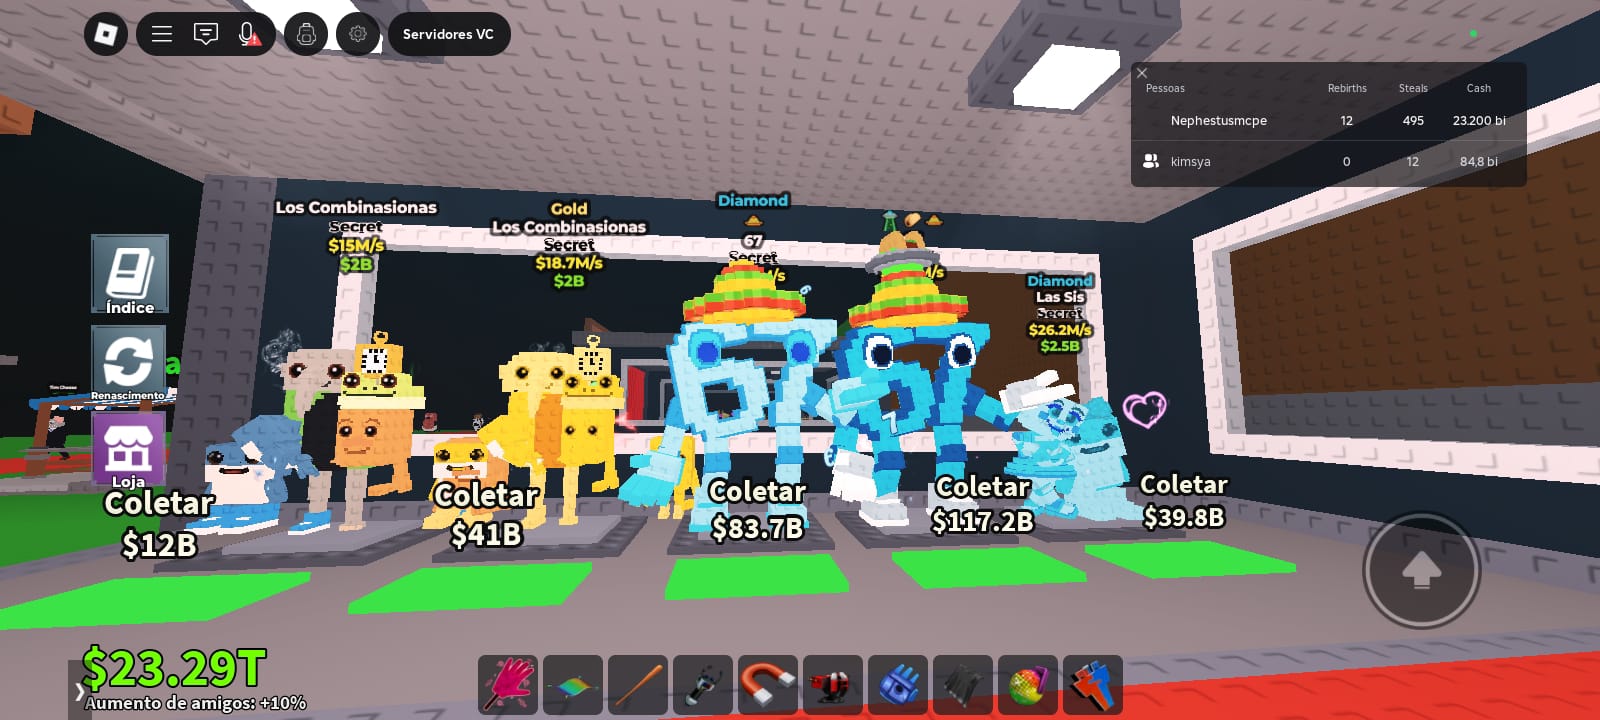 Servidores VC
Pessoas Rebirths Steals Cash
Nephestusmcpe 12 495 23.200 bi
kimsya 0 12 84,8 bi
Los Combinasionas
Secret
$15M/s
$2B
Gold
Los Combinasionas
Secret
$18.7M/s
$2B
Diamond
67
Secret
/s
/s
Diamond
Las Sis
Secret
$26.2M/s
$2.5B
Índice
Renascimento
Loja
Coletar
$12B
Coletar
$41B
Coletar
$83.7B
Coletar
$117.2B
Coletar
$39.8B
$23.29T
Aumento de amigos: +10%